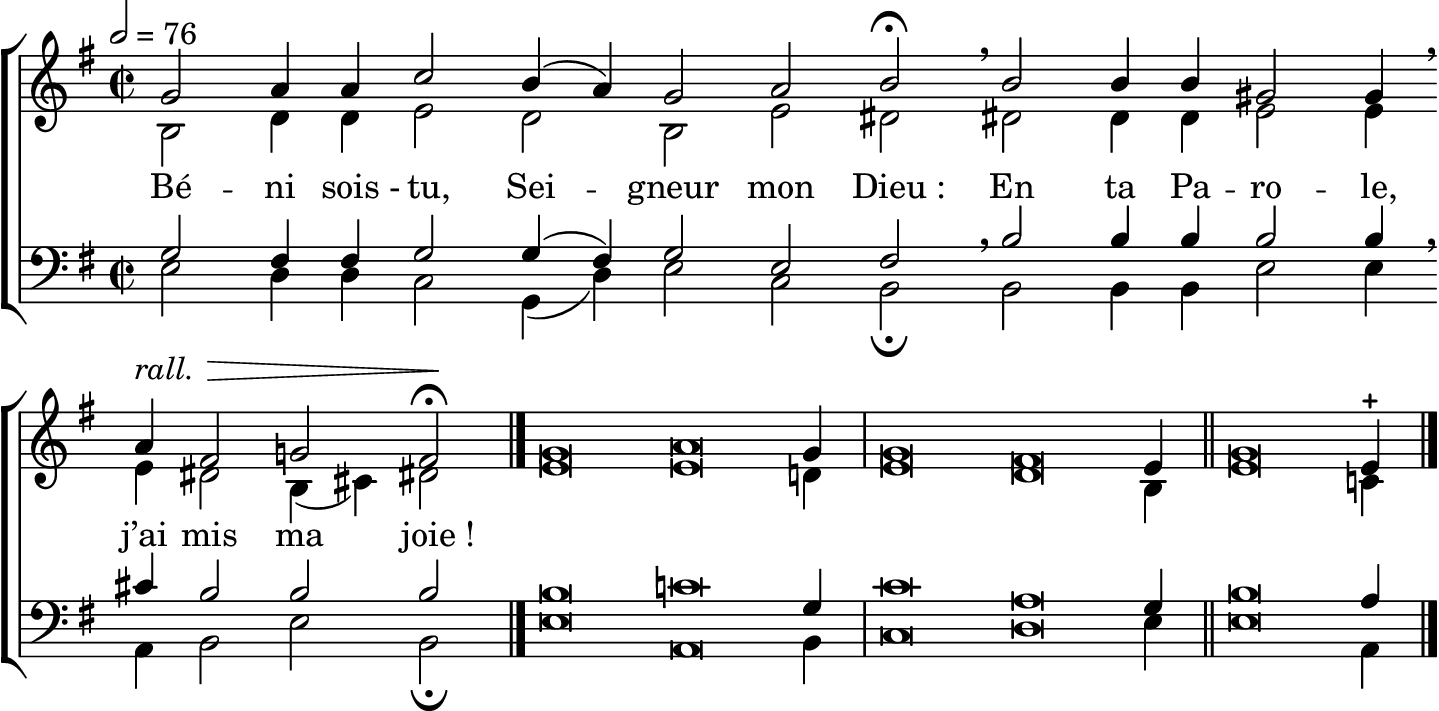 = 76
Bé - ni sois - tu, Sei - gneur mon Dieu : En ta Pa - ro - le,
rall.
j’ai mis ma joie !